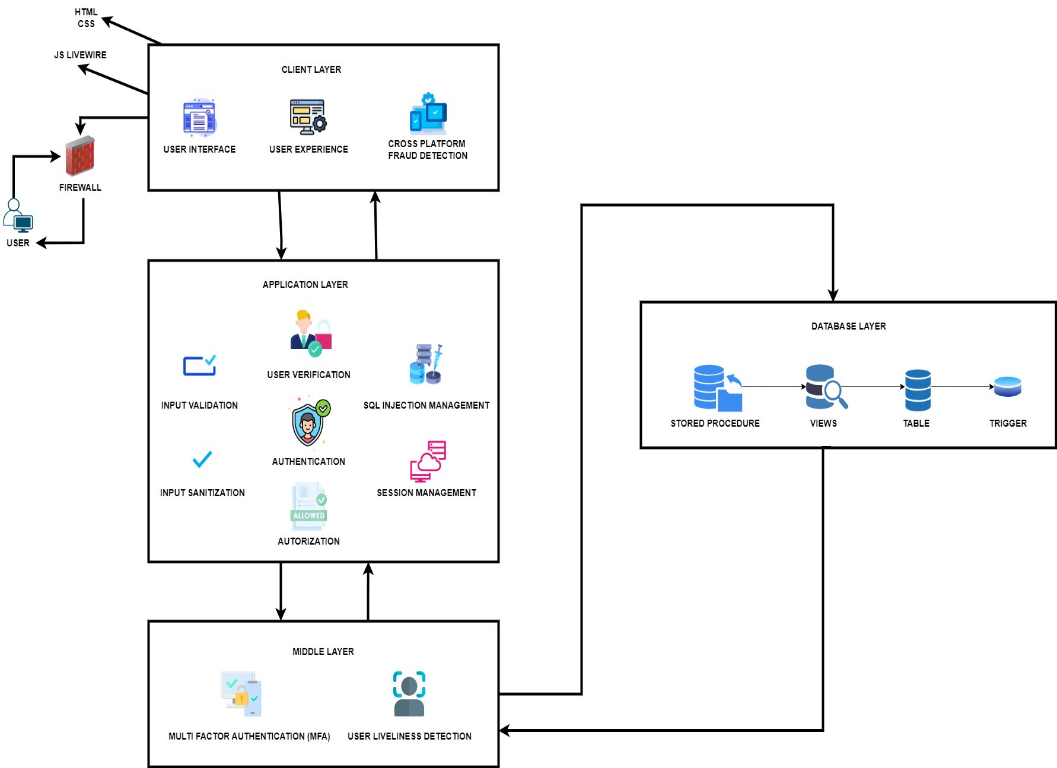 HTML
CSS
JS LIVEWIRE
CLIENT LAYER
USER INTERFACE
USER EXPERIENCE
CROSS PLATFORM
FRAUD DETECTION
FIREWALL
USER
APPLICATION LAYER
USER VERIFICATION
INPUT VALIDATION
SQL INJECTION MANAGEMENT
AUTHENTICATION
INPUT SANITIZATION
SESSION MANAGEMENT
ALLOWED
AUTORIZATION
DATABASE LAYER
STORED PROCEDURE
VIEWS
TABLE
TRIGGER
MIDDLE LAYER
MULTI FACTOR AUTHENTICATION (MFA)
USER LIVELINESS DETECTION